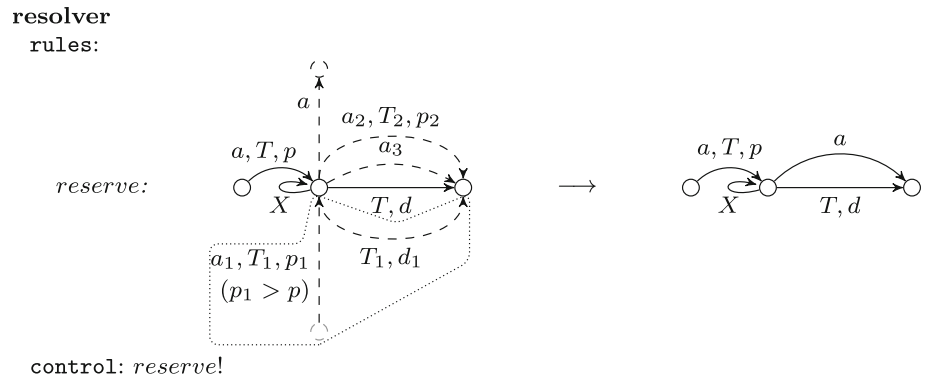 resolver
rules:
a
a₂, T₂, p₂
a₃
a, T, p
X
T, d
reserve:
a₁, T₁, p₁
(p₁ > p)
T₁, d₁
⟶
a, T, p
a
X
T, d
control: reserve!